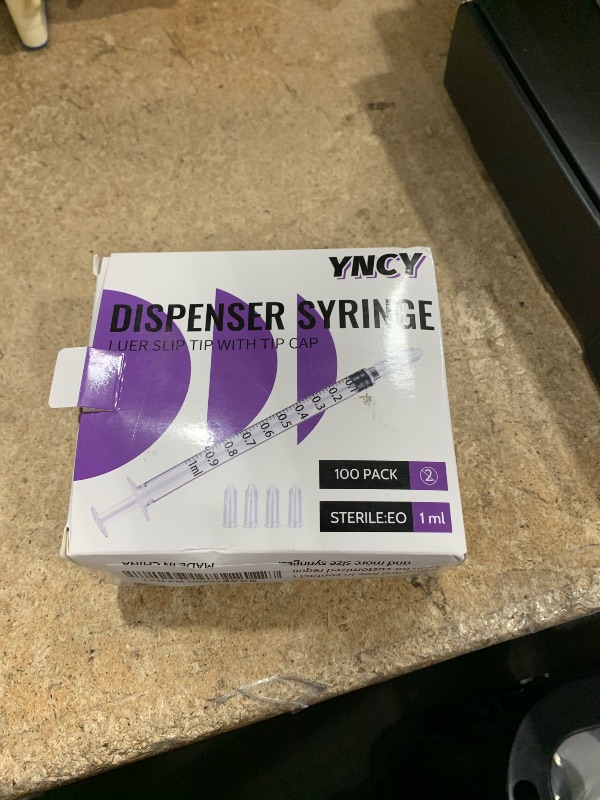 YNCY
DISPENSER SYRINGE
LUER SLIP TIP WITH TIP CAP
0.1
0.2
0.3
0.4
0.5
0.6
0.7
0.8
0.9
1ml
100 PACK 2
STERILE:EO 1 ml
MADE IN CHINA
and more size syringes
for customized